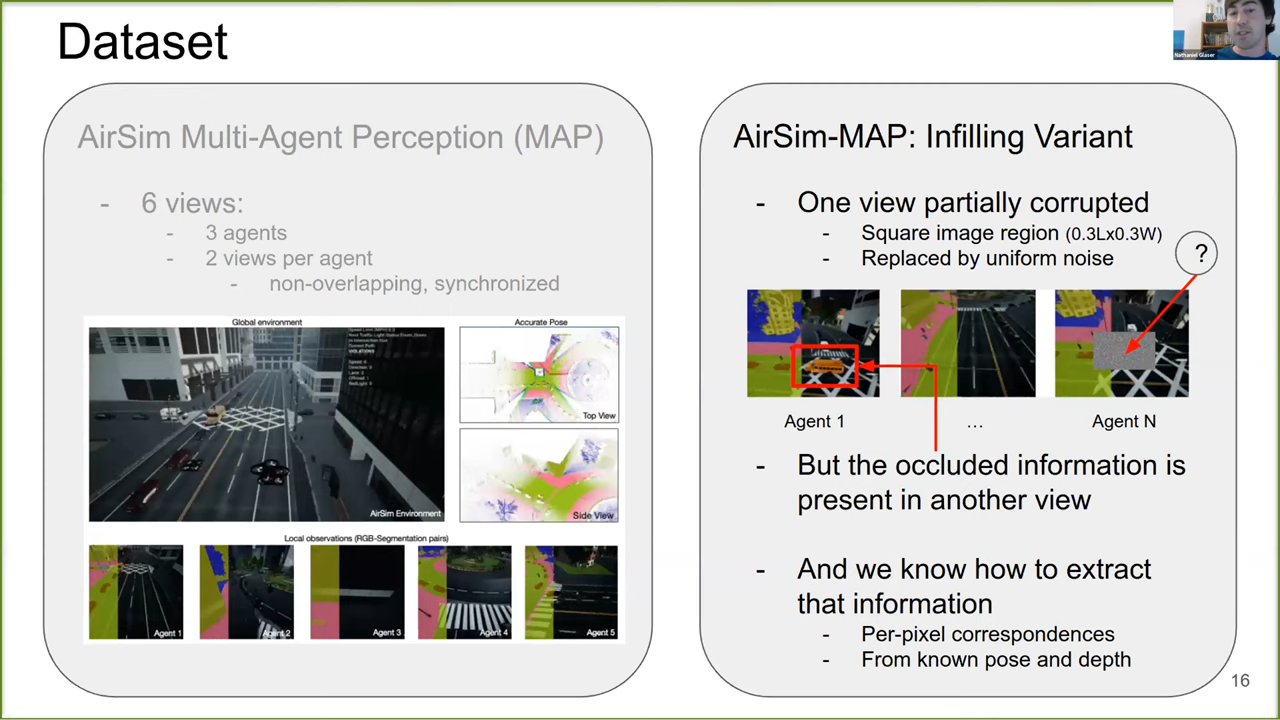 Dataset
Nathaniel Glaser
AirSim Multi-Agent Perception (MAP)
- 6 views:
- 3 agents
- 2 views per agent
- non-overlapping, synchronized
Global environment
Accurate Pose
Top View
Side View
AirSim Environment
Local observations (RGB-Segmentation pairs)
Agent 1
Agent 2
Agent 3
Agent 4
Agent 5
AirSim-MAP: Infilling Variant
- One view partially corrupted
- Square image region (0.3Lx0.3W)
- Replaced by uniform noise
?
Agent 1
...
Agent N
- But the occluded information is
present in another view
- And we know how to extract
that information
- Per-pixel correspondences
- From known pose and depth
16